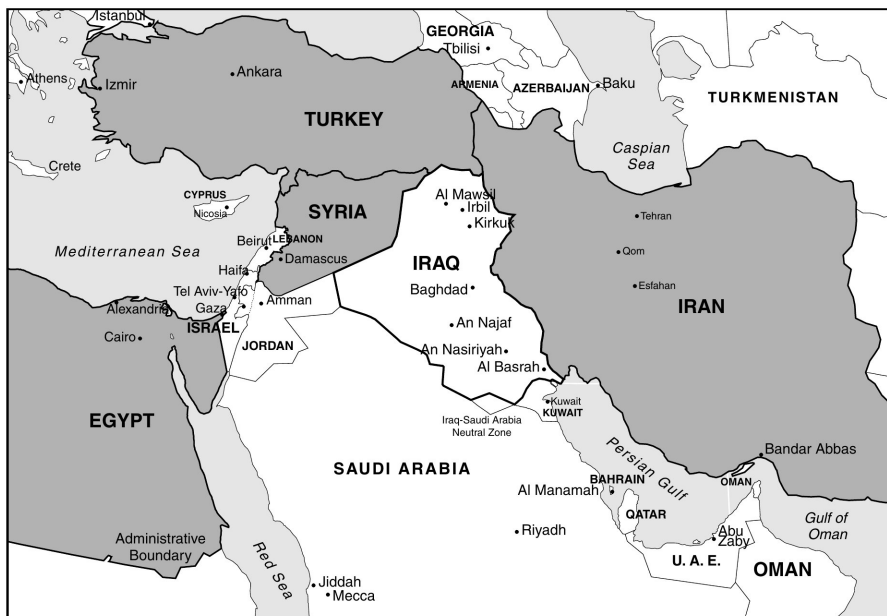 Istanbul
GEORGIA
Tbilisi
Athens
Izmir
Ankara
ARMENIA
AZERBAIJAN
Baku
TURKMENISTAN
TURKEY
Caspian
Sea
Crete
CYPRUS
Nicosia
SYRIA
Al Mawsil
Irbil
Kirkuk
Tehran
Mediterranean Sea
Beirut
LEBANON
Damascus
Qom
IRAQ
Haifa
Baghdad
Esfahan
Tel Aviv-Yafo
Amman
Alexandria
Gaza
IRAN
ISRAEL
An Najaf
Cairo
JORDAN
An Nasiriyah
Al Basrah
Kuwait
KUWAIT
EGYPT
Iraq-Saudi Arabia
Neutral Zone
Persian Gulf
Bandar Abbas
SAUDI ARABIA
BAHRAIN
OMAN
Al Manamah
QATAR
Gulf of
Oman
Administrative
Boundary
Red Sea
Riyadh
Abu
Zaby
U. A. E.
OMAN
Jiddah
Mecca